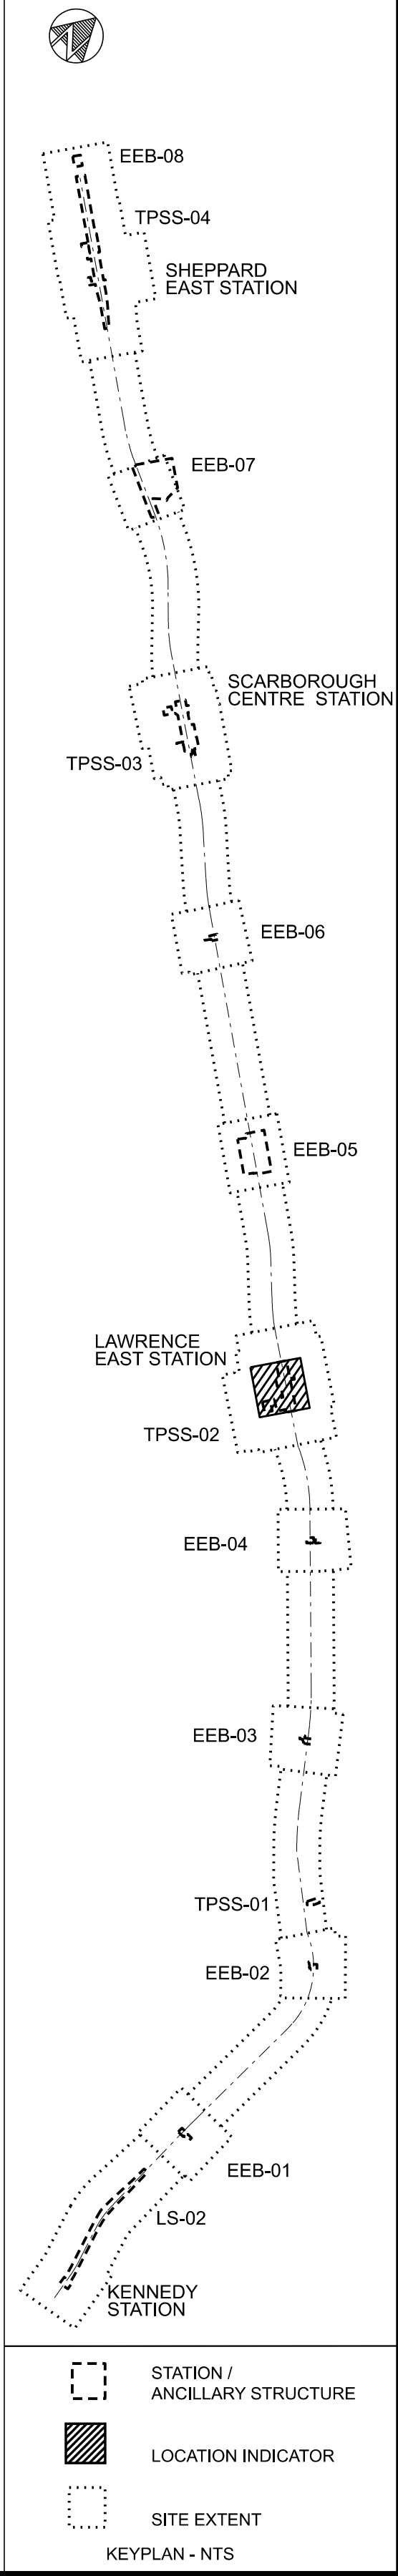 EEB-08
TPSS-04
SHEPPARD
EAST STATION
EEB-07
SCARBOROUGH
CENTRE STATION
TPSS-03
EEB-06
EEB-05
LAWRENCE
EAST STATION
TPSS-02
EEB-04
EEB-03
TPSS-01
EEB-02
EEB-01
LS-02
KENNEDY
STATION
STATION /
ANCILLARY STRUCTURE
LOCATION INDICATOR
SITE EXTENT
KEYPLAN - NTS